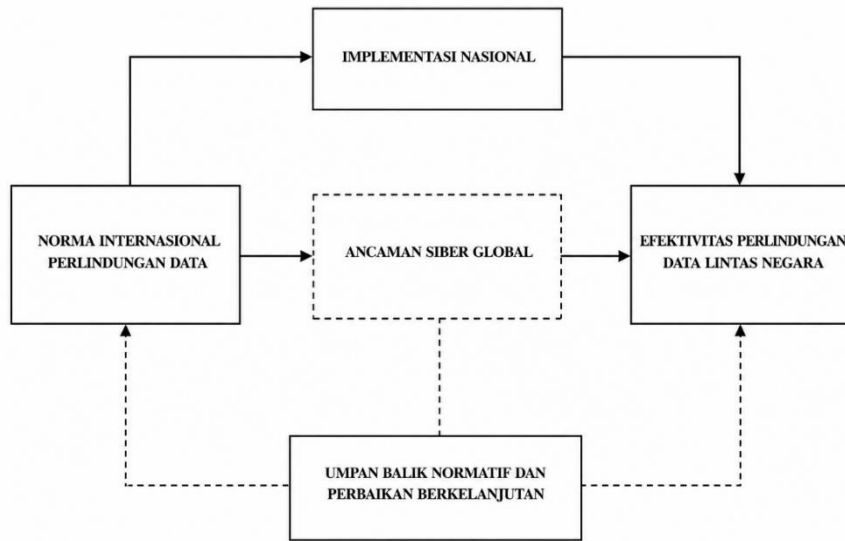 IMPLEMENTASI NASIONAL
NORMA INTERNASIONAL
PERLINDUNGAN DATA
ANCAMAN SIBER GLOBAL
EFEKTIVITAS PERLINDUNGAN
DATA LINTAS NEGARA
UMPAN BALIK NORMATIF DAN
PERBAIKAN BERKELANJUTAN